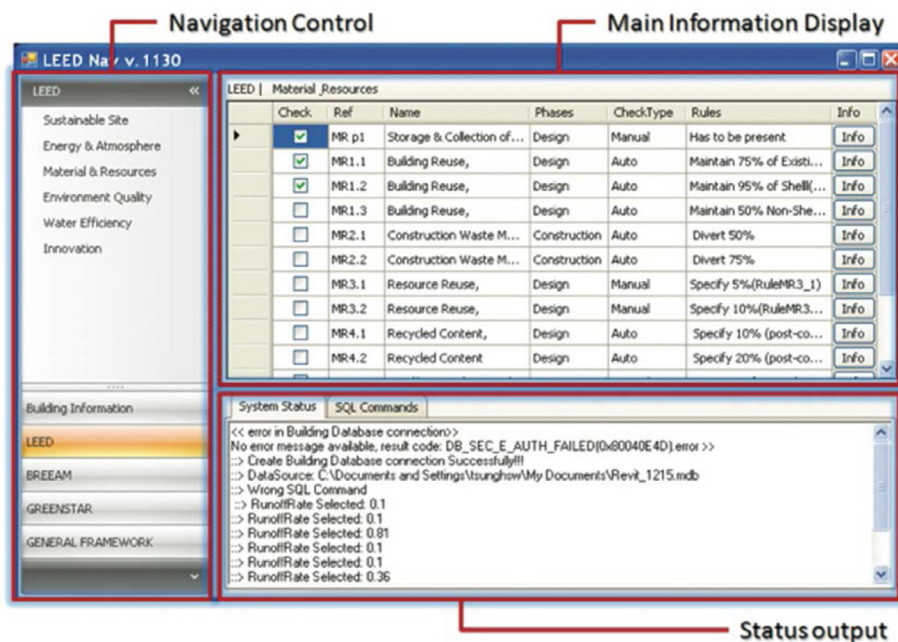 Navigation Control
Main Information Display
LEED Nav v. 1130
LEED «
Sustainable Site
Energy & Atmosphere
Material & Resources
Environment Quality
Water Efficiency
Innovation
Building Information
LEED
BREEAM
GREENSTAR
GENERAL FRAMEWORK
LEED | Material_Resources
Check Ref Name Phases CheckType Rules Info
MR p1 Storage & Collection of... Design Manual Has to be present Info
MR1.1 Building Reuse, Design Auto Maintain 75% of Existi... Info
MR1.2 Building Reuse, Design Auto Maintain 95% of Shelll(... Info
MR1.3 Building Reuse, Design Auto Maintain 50% Non-She... Info
MR2.1 Construction Waste M... Construction Auto Divert 50% Info
MR2.2 Construction Waste M... Construction Auto Divert 75% Info
MR3.1 Resource Reuse, Design Manual Specify 5%(RuleMR3_1) Info
MR3.2 Resource Reuse, Design Manual Specify 10%(RuleMR3... Info
MR4.1 Recycled Content, Design Auto Specify 10% (post-co... Info
MR4.2 Recycled Content Design Auto Specify 20% (post-co... Info
System Status SQL Commands
<< error in Building Database connection>>
No error message available, result code: DB_SEC_E_AUTH_FAILED(0x80040E4D).error >>
::> Create Building Database connection Successfully!!!
::> DataSource: C:\Documents and Settings\tsunghsw\My Documents\Revit_1215.mdb
::> Wrong SQL Command
::> RunoffRate Selected: 0.1
::> RunoffRate Selected: 0.1
::> RunoffRate Selected: 0.81
::> RunoffRate Selected: 0.1
::> RunoffRate Selected: 0.1
::> RunoffRate Selected: 0.36
Status output